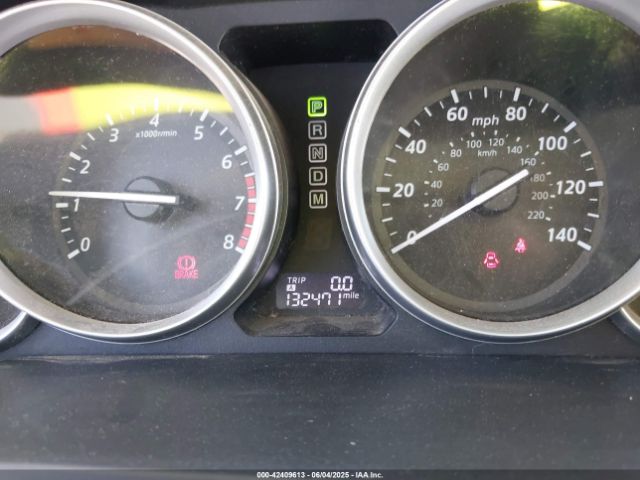 0 1 2 3 4 5 6 7 8
x1000r/min
BRAKE
P
R
N
D
M
TRIP A 0.0
132471 mile
0 20 40 60 80 100 120 140
mph
20 40 60 80 100 120 140 160 180 200 220
km/h
000-42409613 - 06/04/2025 - IAA Inc.